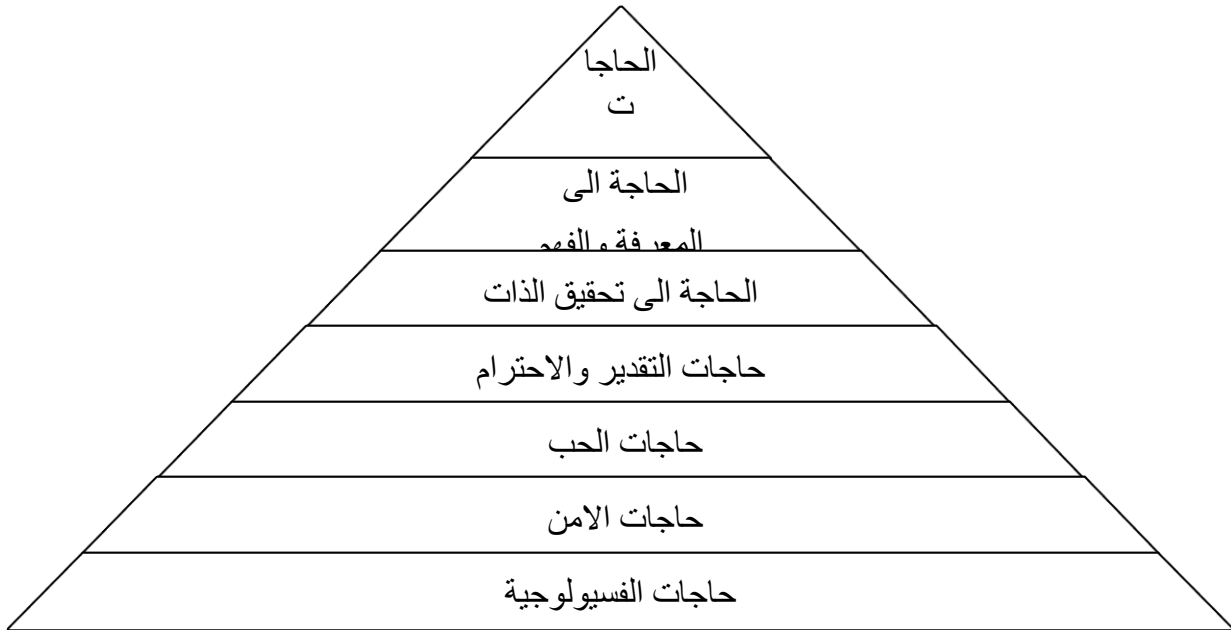 الحاجا
ت
الحاجة الى
المعرفة والفهم
الحاجة الى تحقيق الذات
حاجات التقدير والاحترام
حاجات الحب
حاجات الامن
حاجات الفسيولوجية